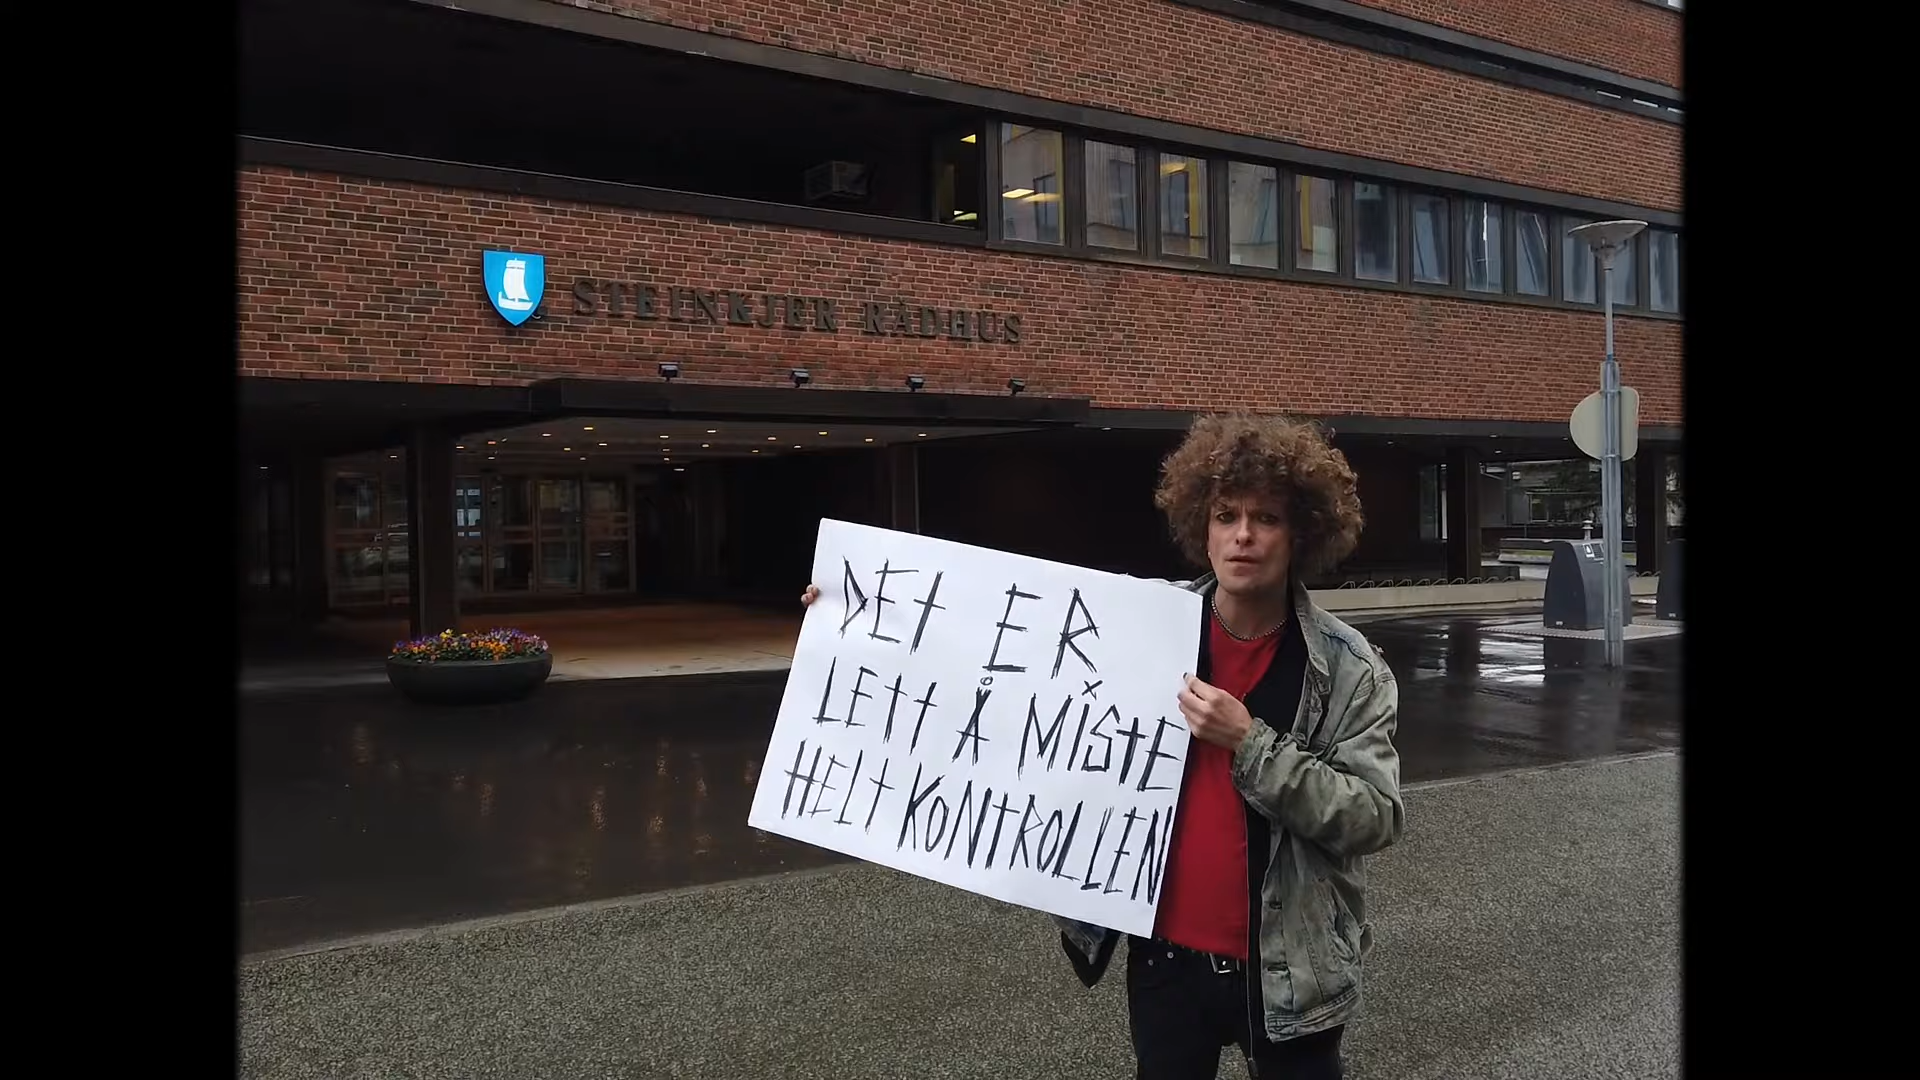 STEINKJER RÅDHUS
DET ER
LETT Å MISTE
HELT KONTROLLEN